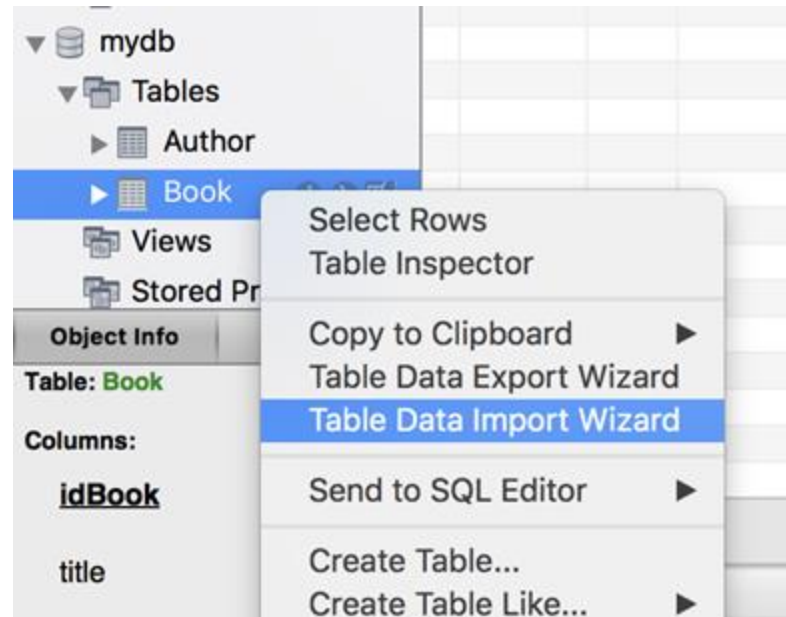 mydb
Tables
Author
Book
Views
Stored Pr
Object Info
Table: Book
Columns:
idBook
title
Select Rows
Table Inspector
Copy to Clipboard
Table Data Export Wizard
Table Data Import Wizard
Send to SQL Editor
Create Table...
Create Table Like...